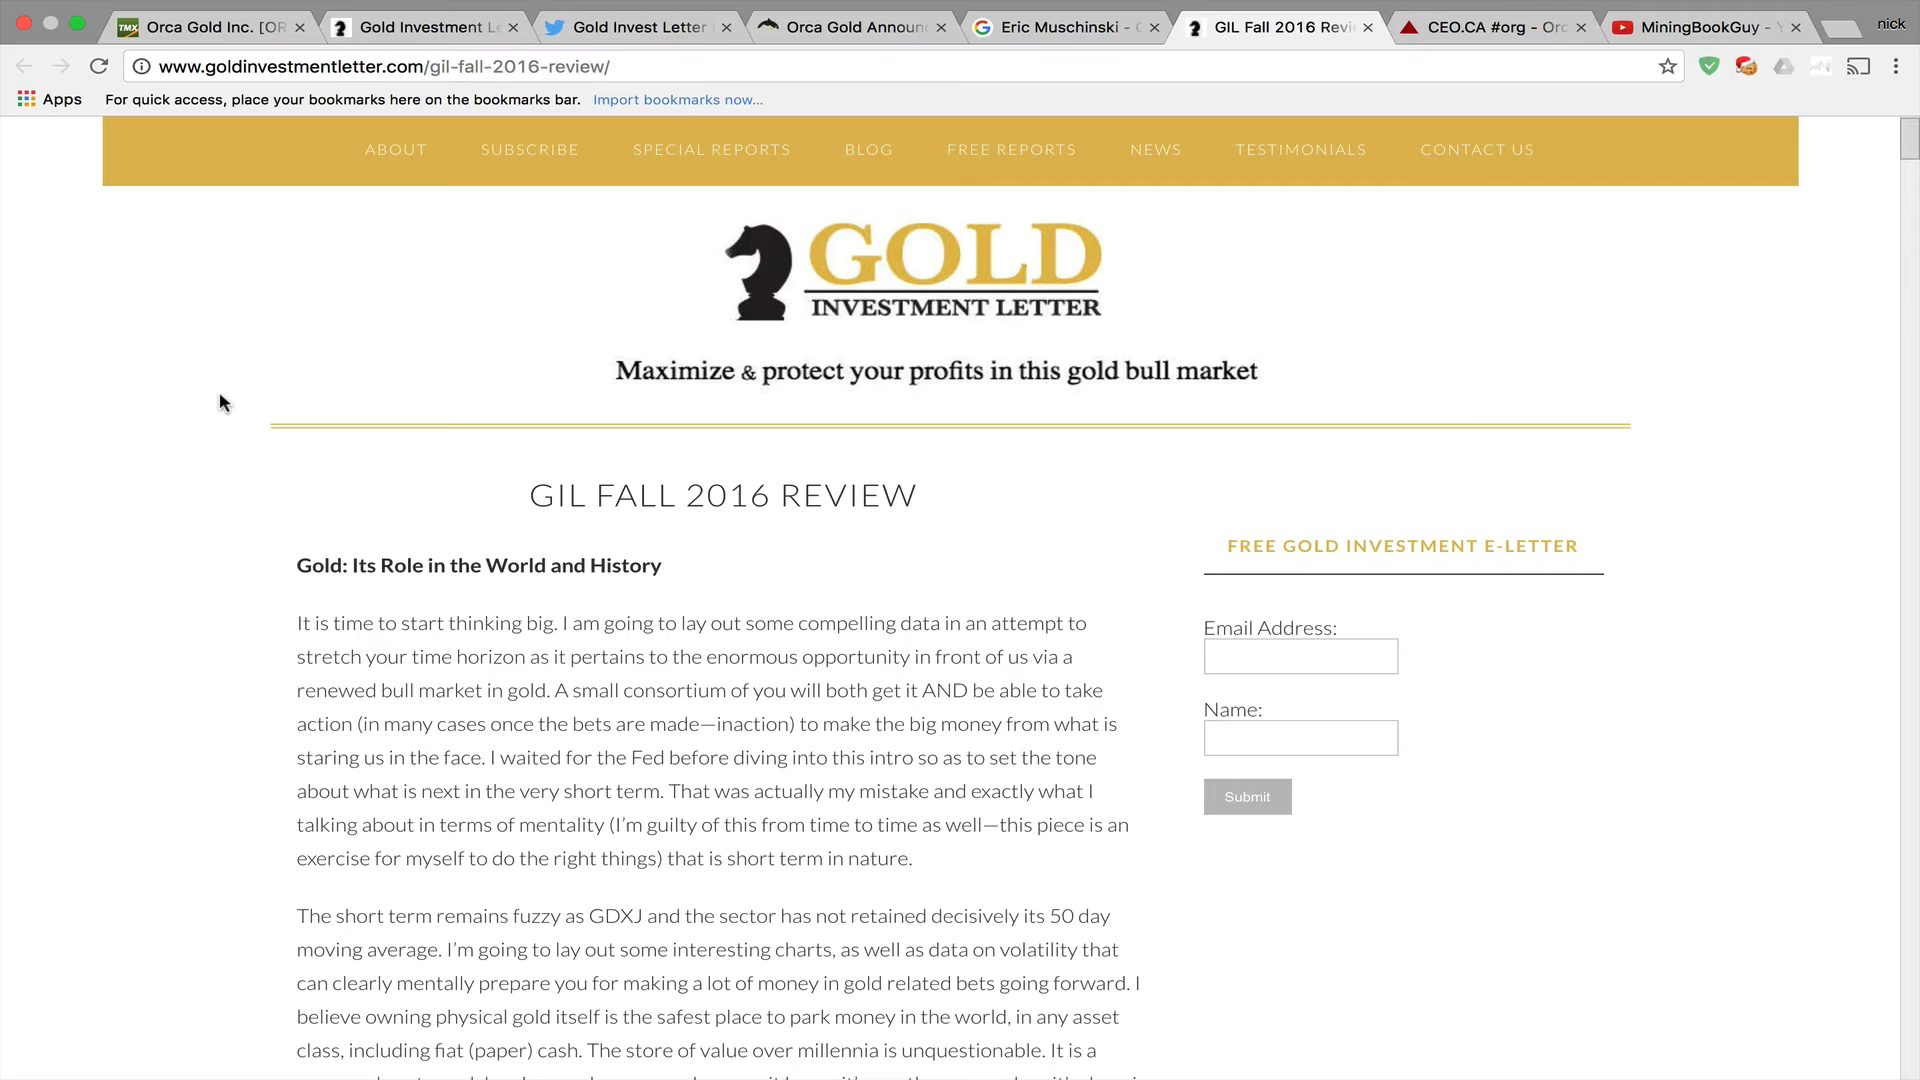 Orca Gold Inc. [OR
Gold Investment Le
Gold Invest Letter
Orca Gold Announ
Eric Muschinski - G
GIL Fall 2016 Revi
CEO.CA #org - Orc
MiningBookGuy - Y
nick
www.goldinvestmentletter.com/gil-fall-2016-review/
Apps
For quick access, place your bookmarks here on the bookmarks bar. Import bookmarks now...
ABOUT SUBSCRIBE SPECIAL REPORTS BLOG FREE REPORTS NEWS TESTIMONIALS CONTACT US
GOLD
INVESTMENT LETTER
Maximize & protect your profits in this gold bull market
GIL FALL 2016 REVIEW
Gold: Its Role in the World and History
It is time to start thinking big. I am going to lay out some compelling data in an attempt to
stretch your time horizon as it pertains to the enormous opportunity in front of us via a
renewed bull market in gold. A small consortium of you will both get it AND be able to take
action (in many cases once the bets are made—inaction) to make the big money from what is
staring us in the face. I waited for the Fed before diving into this intro so as to set the tone
about what is next in the very short term. That was actually my mistake and exactly what I
talking about in terms of mentality (I'm guilty of this from time to time as well—this piece is an
exercise for myself to do the right things) that is short term in nature.
The short term remains fuzzy as GDXJ and the sector has not retained decisively its 50 day
moving average. I'm going to lay out some interesting charts, as well as data on volatility that
can clearly mentally prepare you for making a lot of money in gold related bets going forward. I
believe owning physical gold itself is the safest place to park money in the world, in any asset
class, including fiat (paper) cash. The store of value over millennia is unquestionable. It is a
FREE GOLD INVESTMENT E-LETTER
Email Address:
Name:
Submit